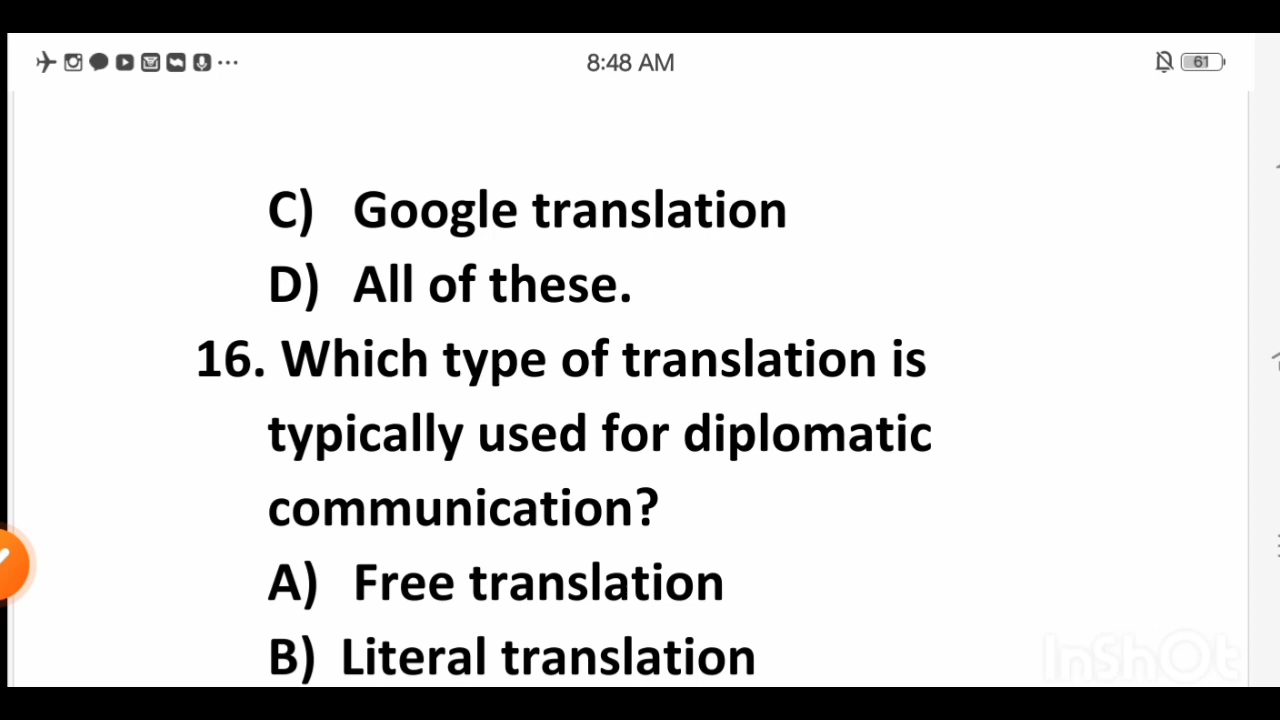 8:48 AM
61
C) Google translation
D) All of these.
16. Which type of translation is
typically used for diplomatic
communication?
A) Free translation
B) Literal translation
InShOt